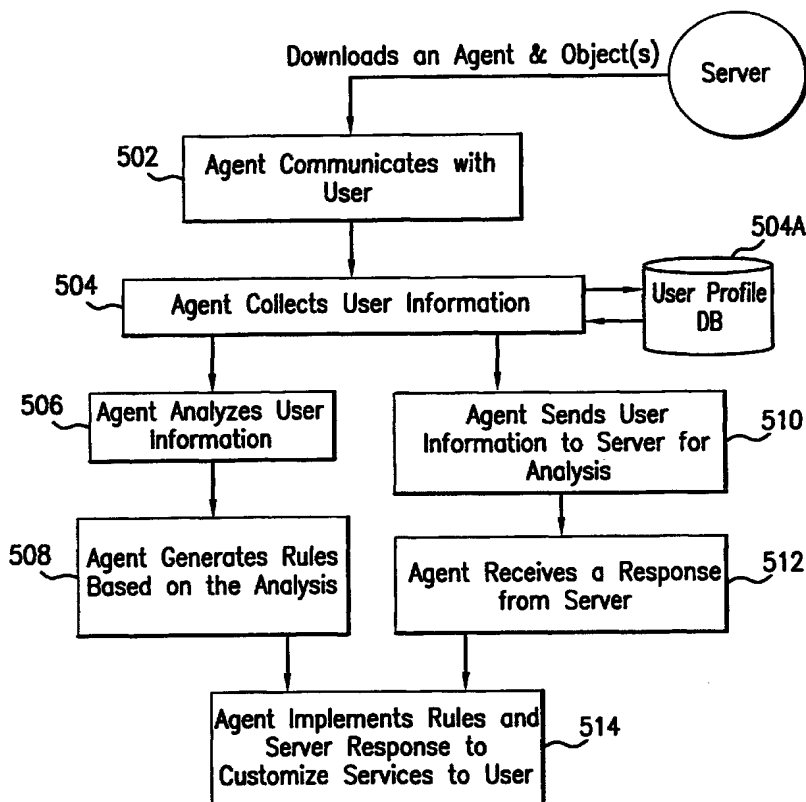 Downloads an Agent & Object(s)
Server
502
Agent Communicates with
User
504A
504
Agent Collects User Information
User Profile
DB
506
Agent Analyzes User
Information
Agent Sends User
Information to Server for
Analysis
510
508
Agent Generates Rules
Based on the Analysis
Agent Receives a Response
from Server
512
Agent Implements Rules and
Server Response to
Customize Services to User
514